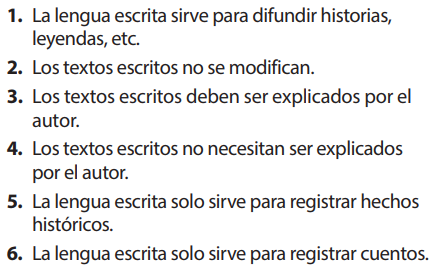 1. La lengua escrita sirve para difundir historias,
leyendas, etc.
2. Los textos escritos no se modifican.
3. Los textos escritos deben ser explicados por el
autor.
4. Los textos escritos no necesitan ser explicados
por el autor.
5. La lengua escrita solo sirve para registrar hechos
históricos.
6. La lengua escrita solo sirve para registrar cuentos.